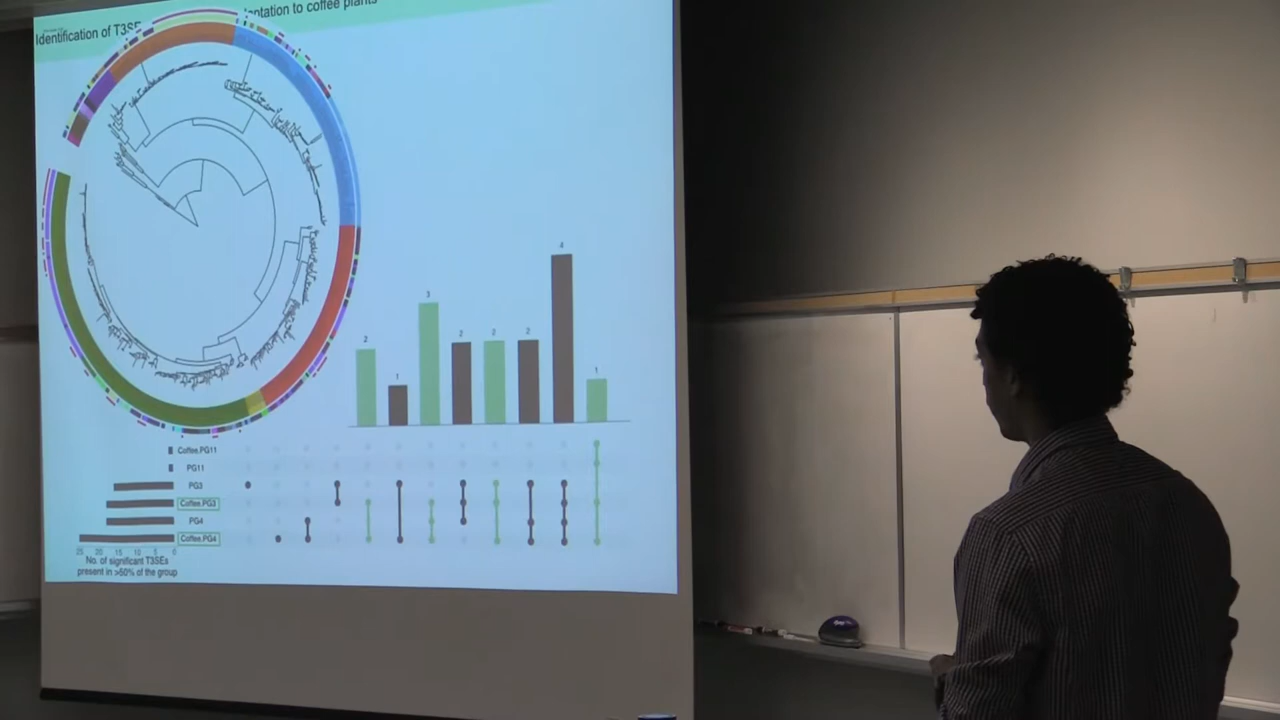 Identification of T3SE
ptation to coffee plants
2
1
3
2
2
2
4
1
Coffee.PG11
PG11
PG3
Coffee.PG3
PG4
Coffee.PG4
25 20 15 10 5 0
No. of significant T3SEs
present in >50% of the group